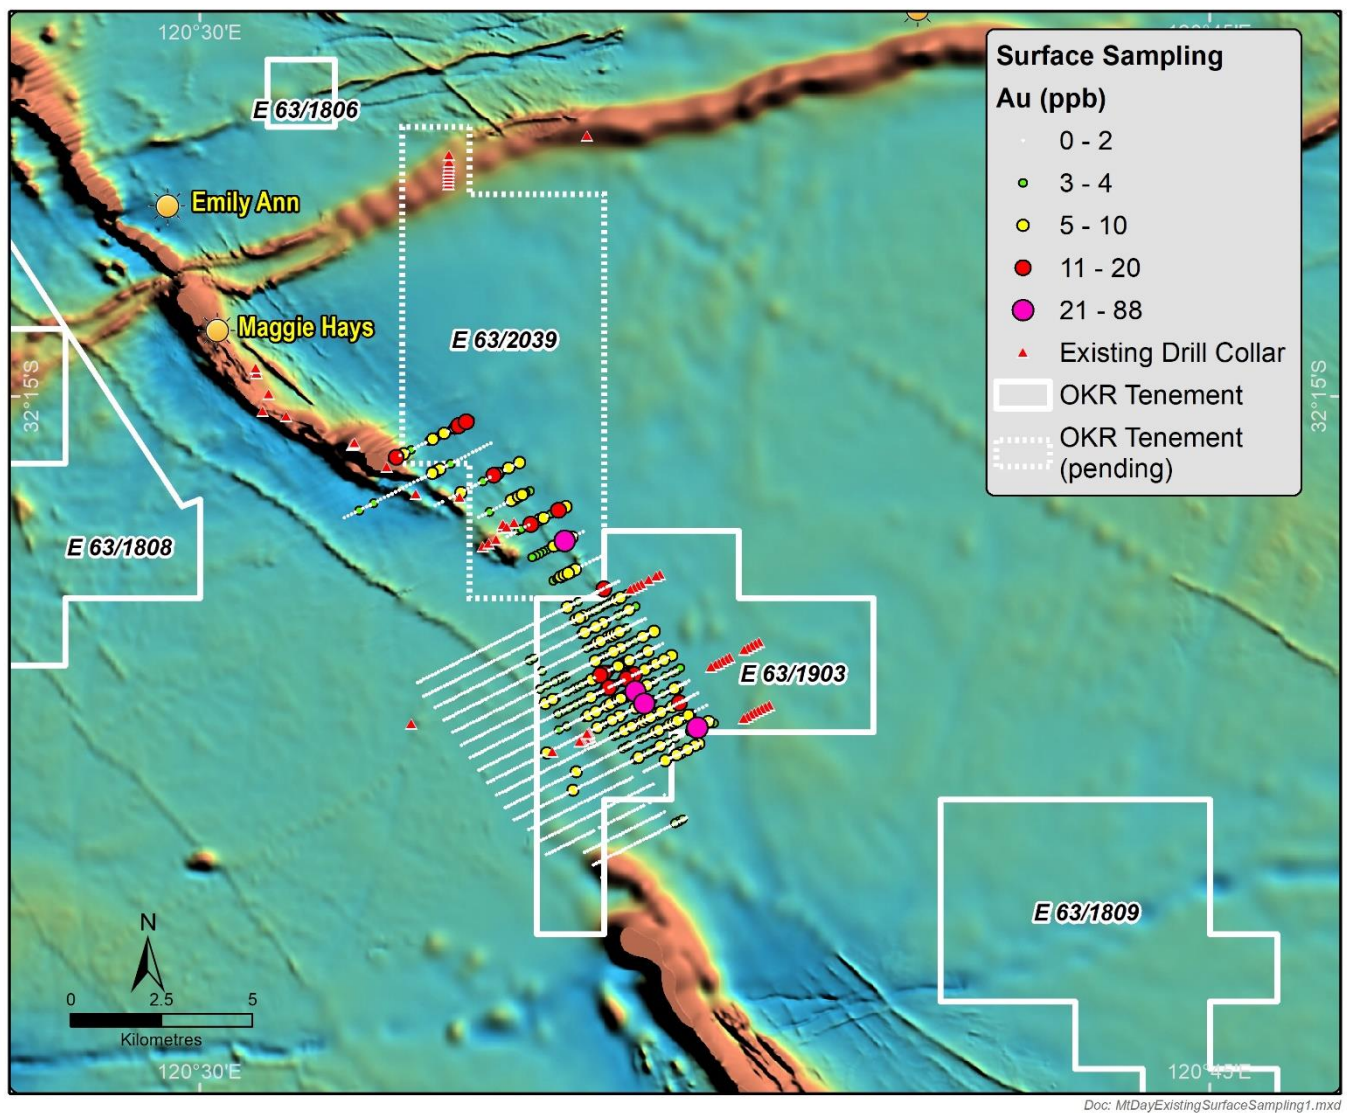 120°30'E
Surface Sampling
Au (ppb)
0 - 2
3 - 4
5 - 10
11 - 20
21 - 88
Existing Drill Collar
OKR Tenement
OKR Tenement
(pending)
E 63/1806
Emily Ann
Maggie Hays
E 63/2039
32°15'S
32°15'S
E 63/1808
E 63/1903
E 63/1809
N
0 2.5 5
Kilometres
120°30'E
120°45'E
Doc: MtDayExistingSurfaceSampling1.mxd